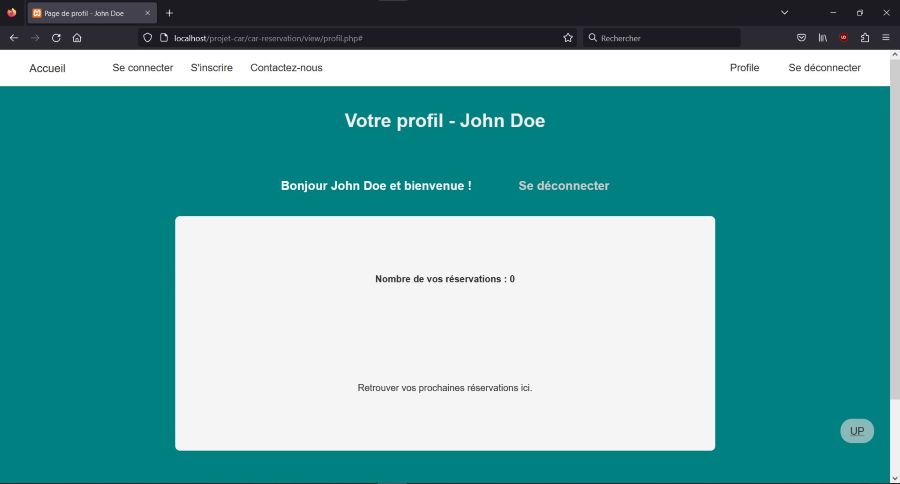 Page de profil - John Doe
localhost/projet-car/car-reservation/view/profil.php#
Rechercher
Accueil Se connecter S'inscrire Contactez-nous Profile Se déconnecter
Votre profil - John Doe
Bonjour John Doe et bienvenue ! Se déconnecter
Nombre de vos réservations : 0
Retrouver vos prochaines réservations ici.
UP